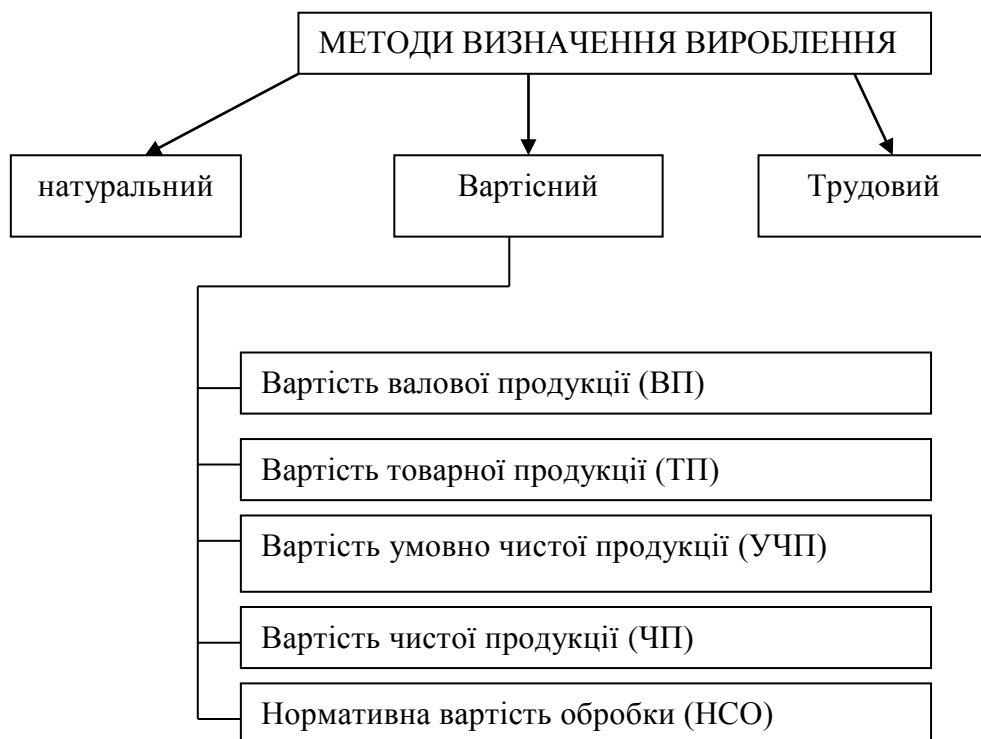 МЕТОДИ ВИЗНАЧЕННЯ ВИРОБЛЕННЯ
натуральний
Вартісний
Трудовий
Вартість валової продукції (ВП)
Вартість товарної продукції (ТП)
Вартість умовно чистої продукції (УЧП)
Вартість чистої продукції (ЧП)
Нормативна вартість обробки (НСО)